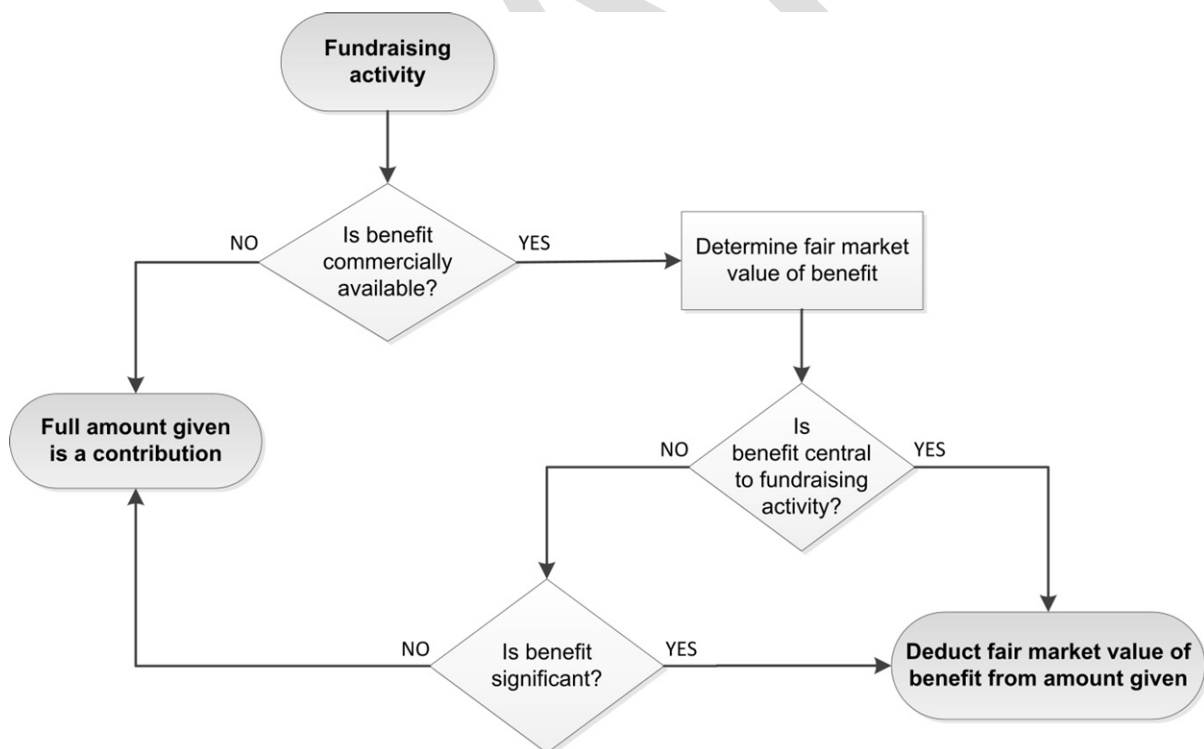 Fundraising
activity
Is benefit
commercially
available?
NO
YES
Determine fair market
value of benefit
Full amount given
is a contribution
Is
benefit central
to fundraising
activity?
NO
YES
Is benefit
significant?
NO
YES
Deduct fair market value of
benefit from amount given